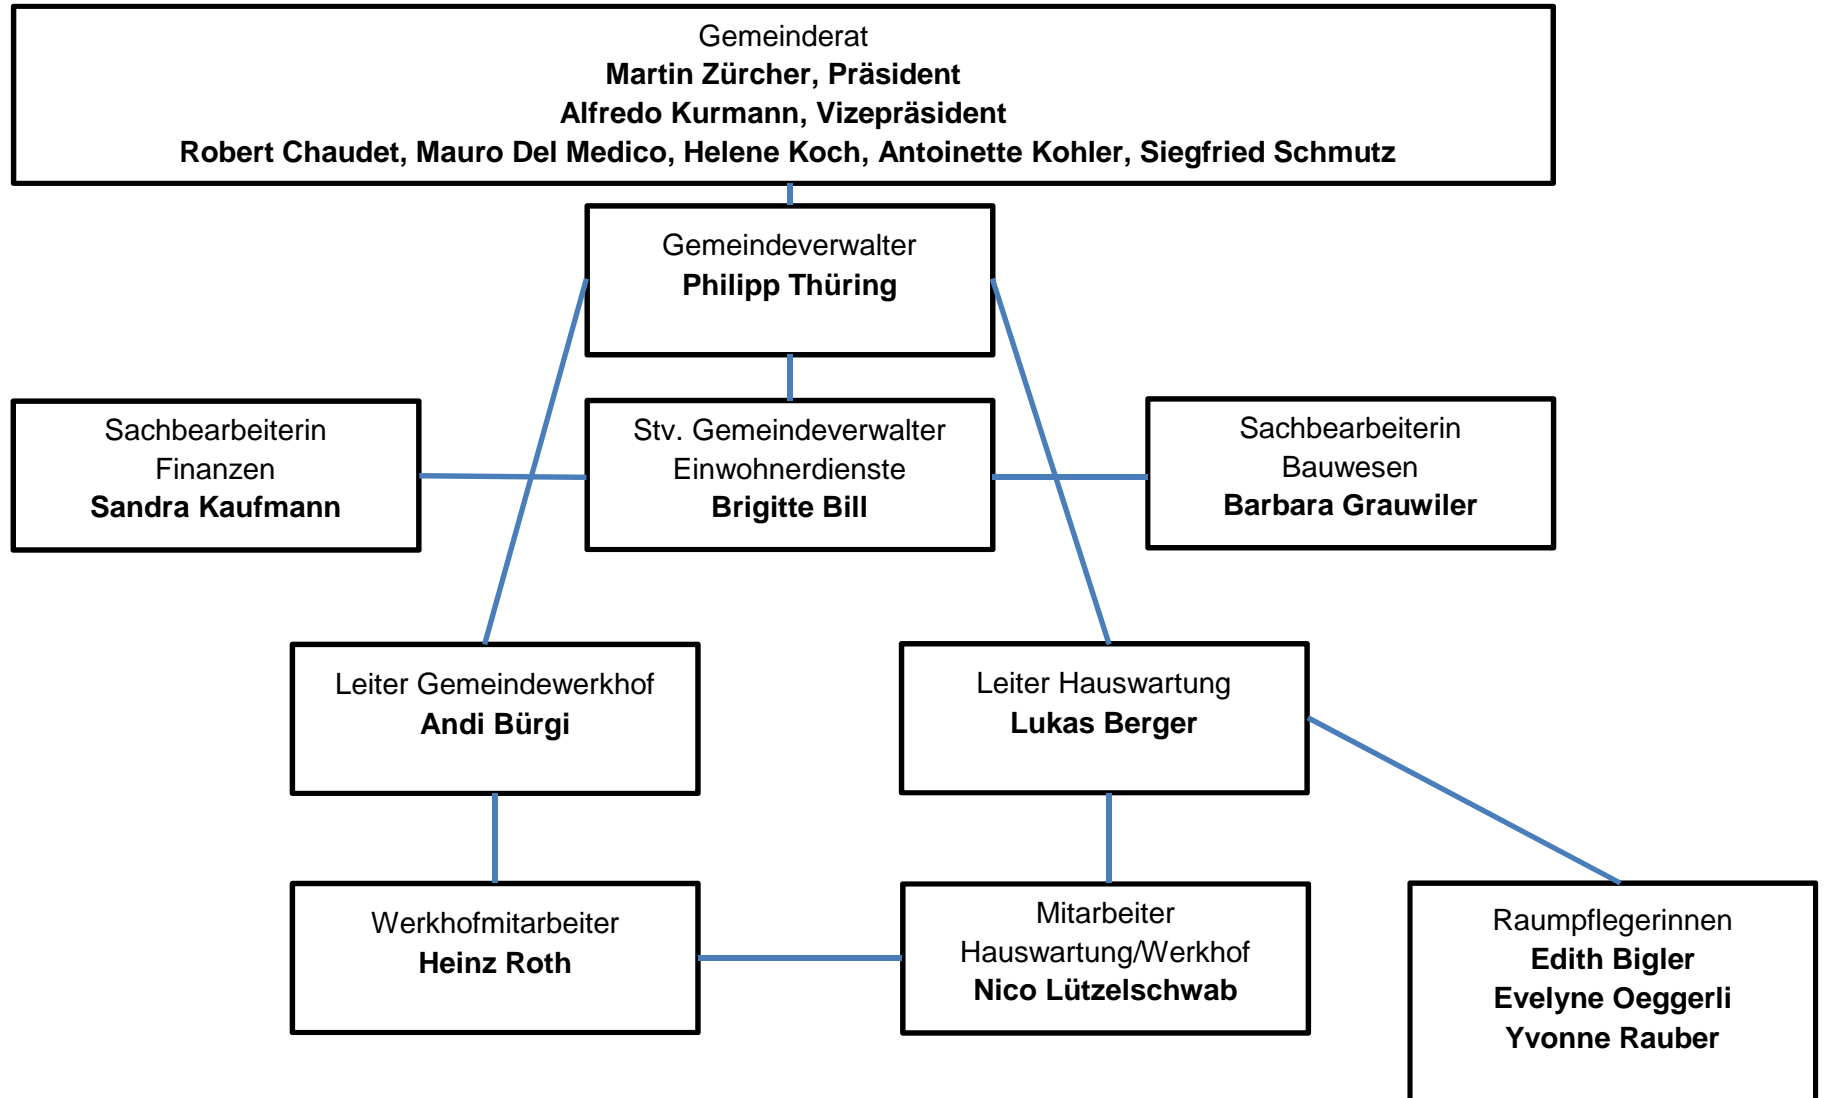 Gemeinderat
Martin Zürcher, Präsident
Alfredo Kurmann, Vizepräsident
Robert Chaudet, Mauro Del Medico, Helene Koch, Antoinette Kohler, Siegfried Schmutz
Gemeindeverwalter
Philipp Thüring
Sachbearbeiterin
Finanzen
Sandra Kaufmann
Stv. Gemeindeverwalter
Einwohnerdienste
Brigitte Bill
Sachbearbeiterin
Bauwesen
Barbara Grauwiler
Leiter Gemeindewerkhof
Andi Bürgi
Leiter Hauswartung
Lukas Berger
Werkhofmitarbeiter
Heinz Roth
Mitarbeiter
Hauswartung/Werkhof
Nico Lützelschwab
Raumpflegerinnen
Edith Bigler
Evelyne Oeggerli
Yvonne Rauber